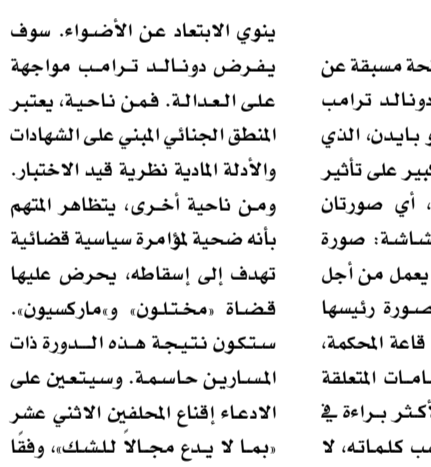 نحة مسبقة عن
دونالد ترامب
و بايدن، الذي
كبير على تأثير
، أي صورتان
شاشة: صورة
يعمل من أجل
صورة رئيسها
قاعة المحكمة،
امات المتعلقة
لأكثر براءة في
ب كلماته، لا
ينوي الابتعاد عن الأضواء. سوف
يفرض دونالد ترامب مواجهة
على العدالة. فمن ناحية، يعتبر
المنطق الجنائي المبني على الشهادات
والأدلة المادية نظرية قيد الاختبار.
ومن ناحية أخرى، يتظاهر المتهم
بأنه ضحية لمؤامرة سياسية قضائية
تهدف إلى إسقاطه، يحرض عليها
قضاة «مختلون» و»ماركسيون».
ستكون نتيجة هذه الدورة ذات
المسارين حاسمة. وسيتعين على
الادعاء إقناع المحلفين الاثني عشر
«بما لا يدع مجالاً للشك»، وفقًا